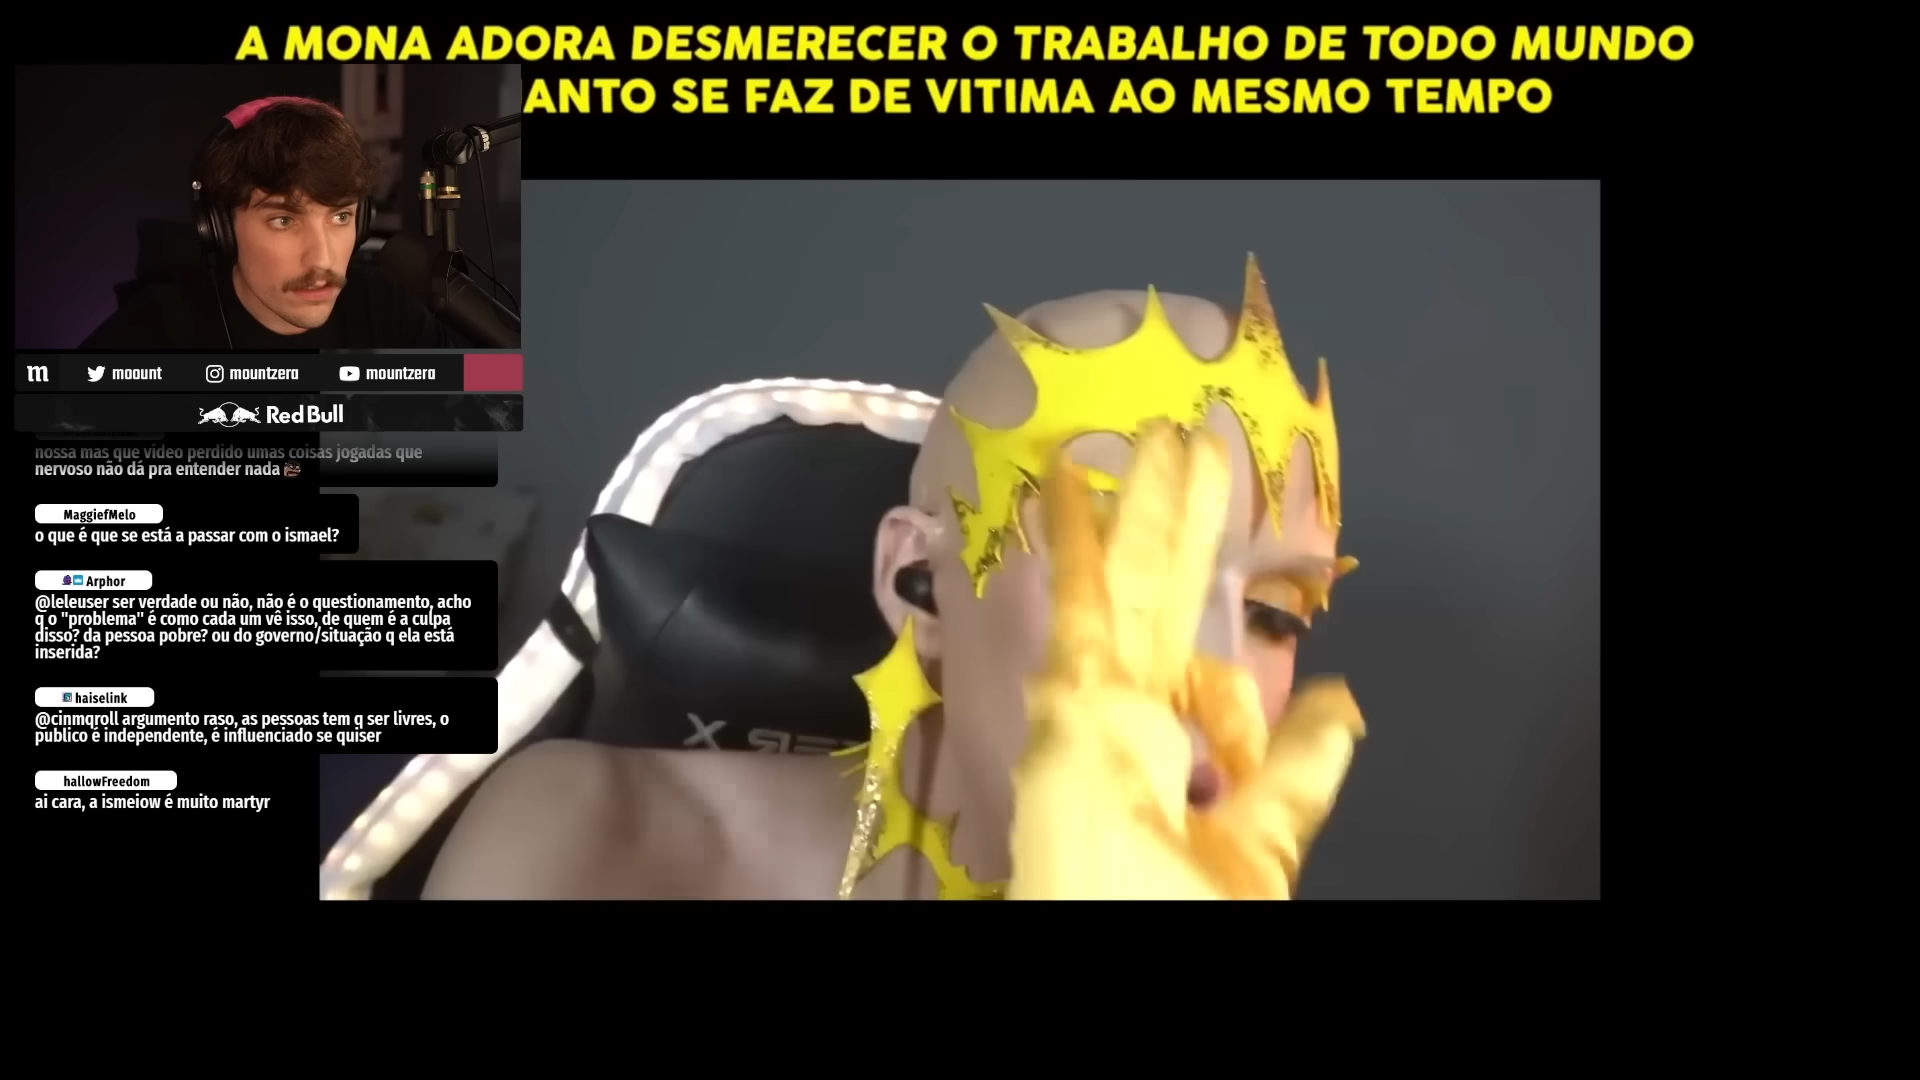 A MONA ADORA DESMERECER O TRABALHO DE TODO MUNDO
ANTO SE FAZ DE VITIMA AO MESMO TEMPO
m moount mountzera mountzera
Red Bull
nossa mas que vídeo perdido umas coisas jogadas que
nervoso não dá pra entender nada
MaggiefMelo
o que é que se está a passar com o ismael?
Arphor
@leleuser ser verdade ou não, não é o questionamento, acho
q o "problema" é como cada um vê isso, de quem é a culpa
disso? da pessoa pobre? ou do governo/situação q ela está
inserida?
haiselink
@cinmqroll argumento raso, as pessoas tem q ser livres, o
publico é independente, é influenciado se quiser
hallowFreedom
ai cara, a ismeiow é muito martyr